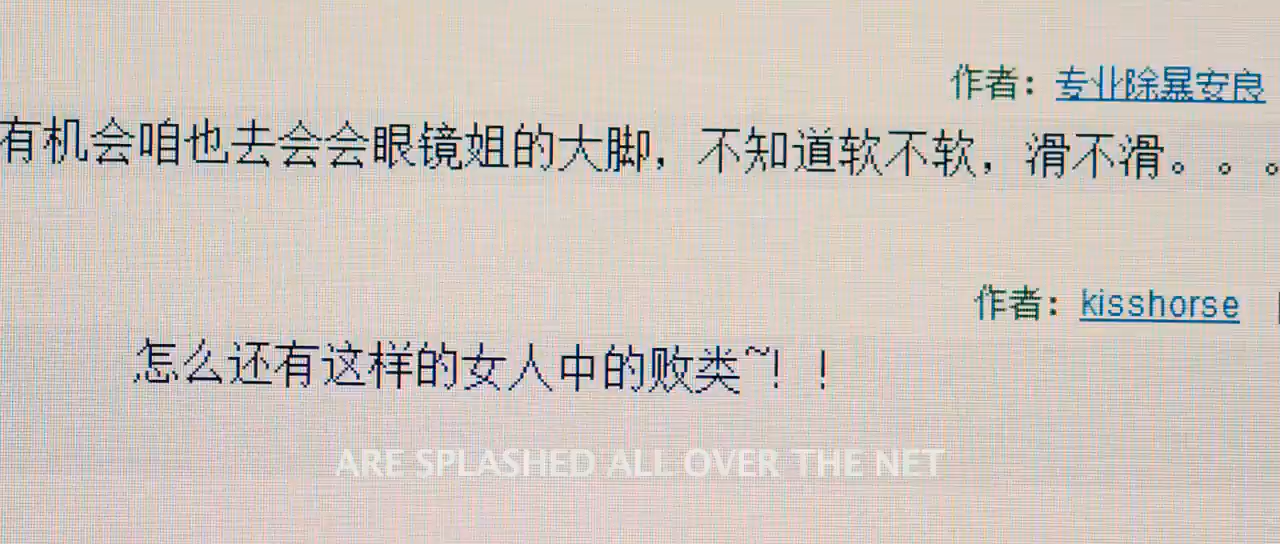 作者：专业除暴安良
有机会咱也去会会眼镜姐的大脚，不知道软不软，滑不滑。。。
作者：kisshorse
怎么还有这样的女人中的败类~！！
ARE SPLASHED ALL OVER THE NET